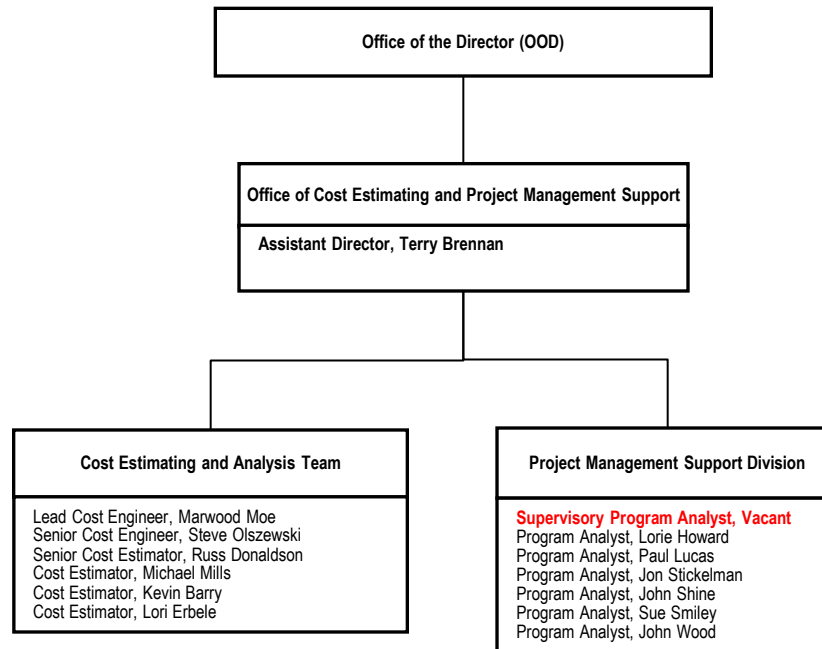 Office of the Director (OOD)
Office of Cost Estimating and Project Management Support
Assistant Director, Terry Brennan
Cost Estimating and Analysis Team
Lead Cost Engineer, Marwood Moe
Senior Cost Engineer, Steve Olszewski
Senior Cost Estimator, Russ Donaldson
Cost Estimator, Michael Mills
Cost Estimator, Kevin Barry
Cost Estimator, Lori Erbele
Project Management Support Division
Supervisory Program Analyst, Vacant
Program Analyst, Lorie Howard
Program Analyst, Paul Lucas
Program Analyst, Jon Stickelman
Program Analyst, John Shine
Program Analyst, Sue Smiley
Program Analyst, John Wood